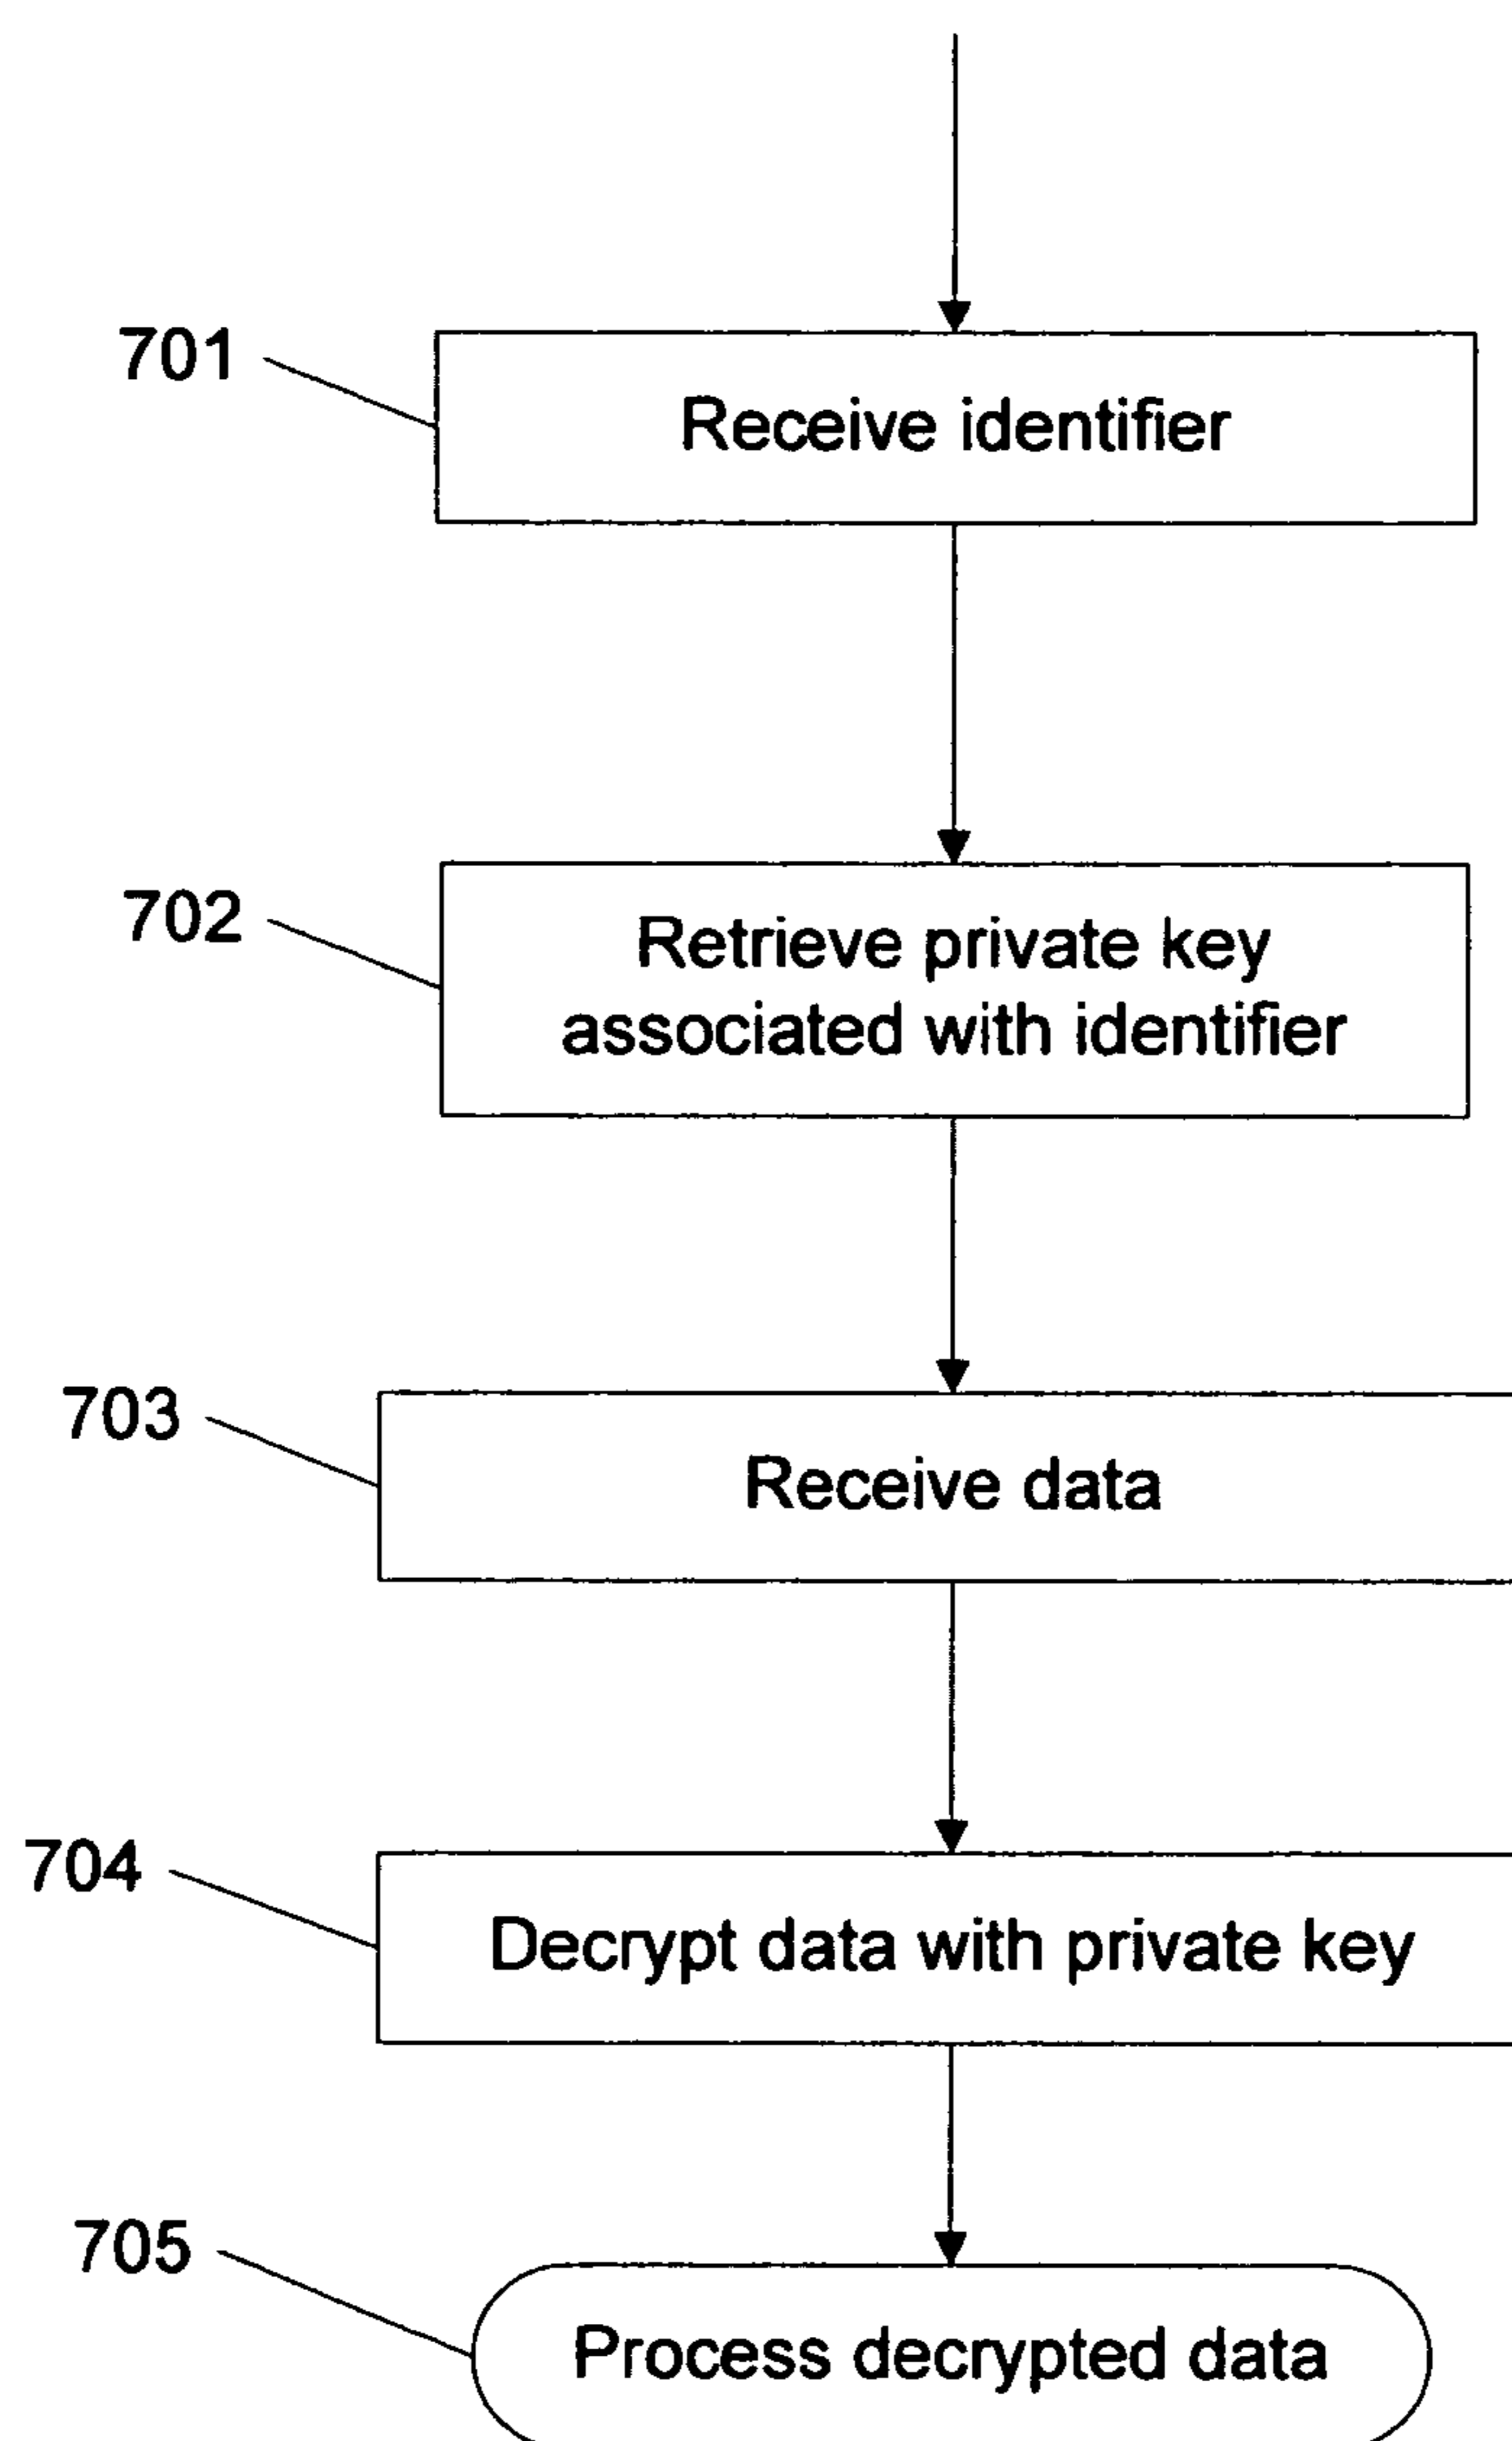 701
Receive identifier
702
Retrieve private key
associated with identifier
703
Receive data
704
Decrypt data with private key
705
Process decrypted data